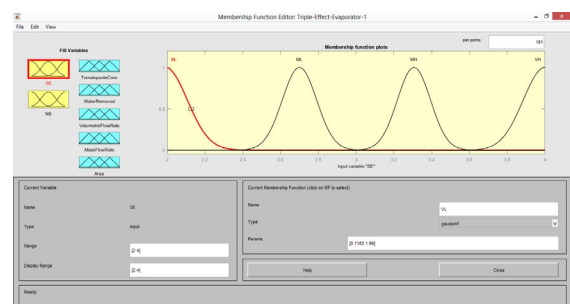 Membership Function Editor: Triple-Effect-Evaporator-1
File Edit View
FIS Variables
Membership function plots
plot points:
181
SE
NE
TomatopasteConc
WaterRemoved
VolumetricFlowRate
MassFlowRate
Area
VL
ML
MH
VH
1
0.5
0
2 2.2 2.4 2.6 2.8 3 3.2 3.4 3.6 3.8 4
input variable "SE"
Current Variable
Name SE
Type input
Range [2 4]
Display Range [2 4]
Current Membership Function (click on MF to select)
Name VL
Type gaussmf
Params [0.1183 1.99]
Help
Close
Ready